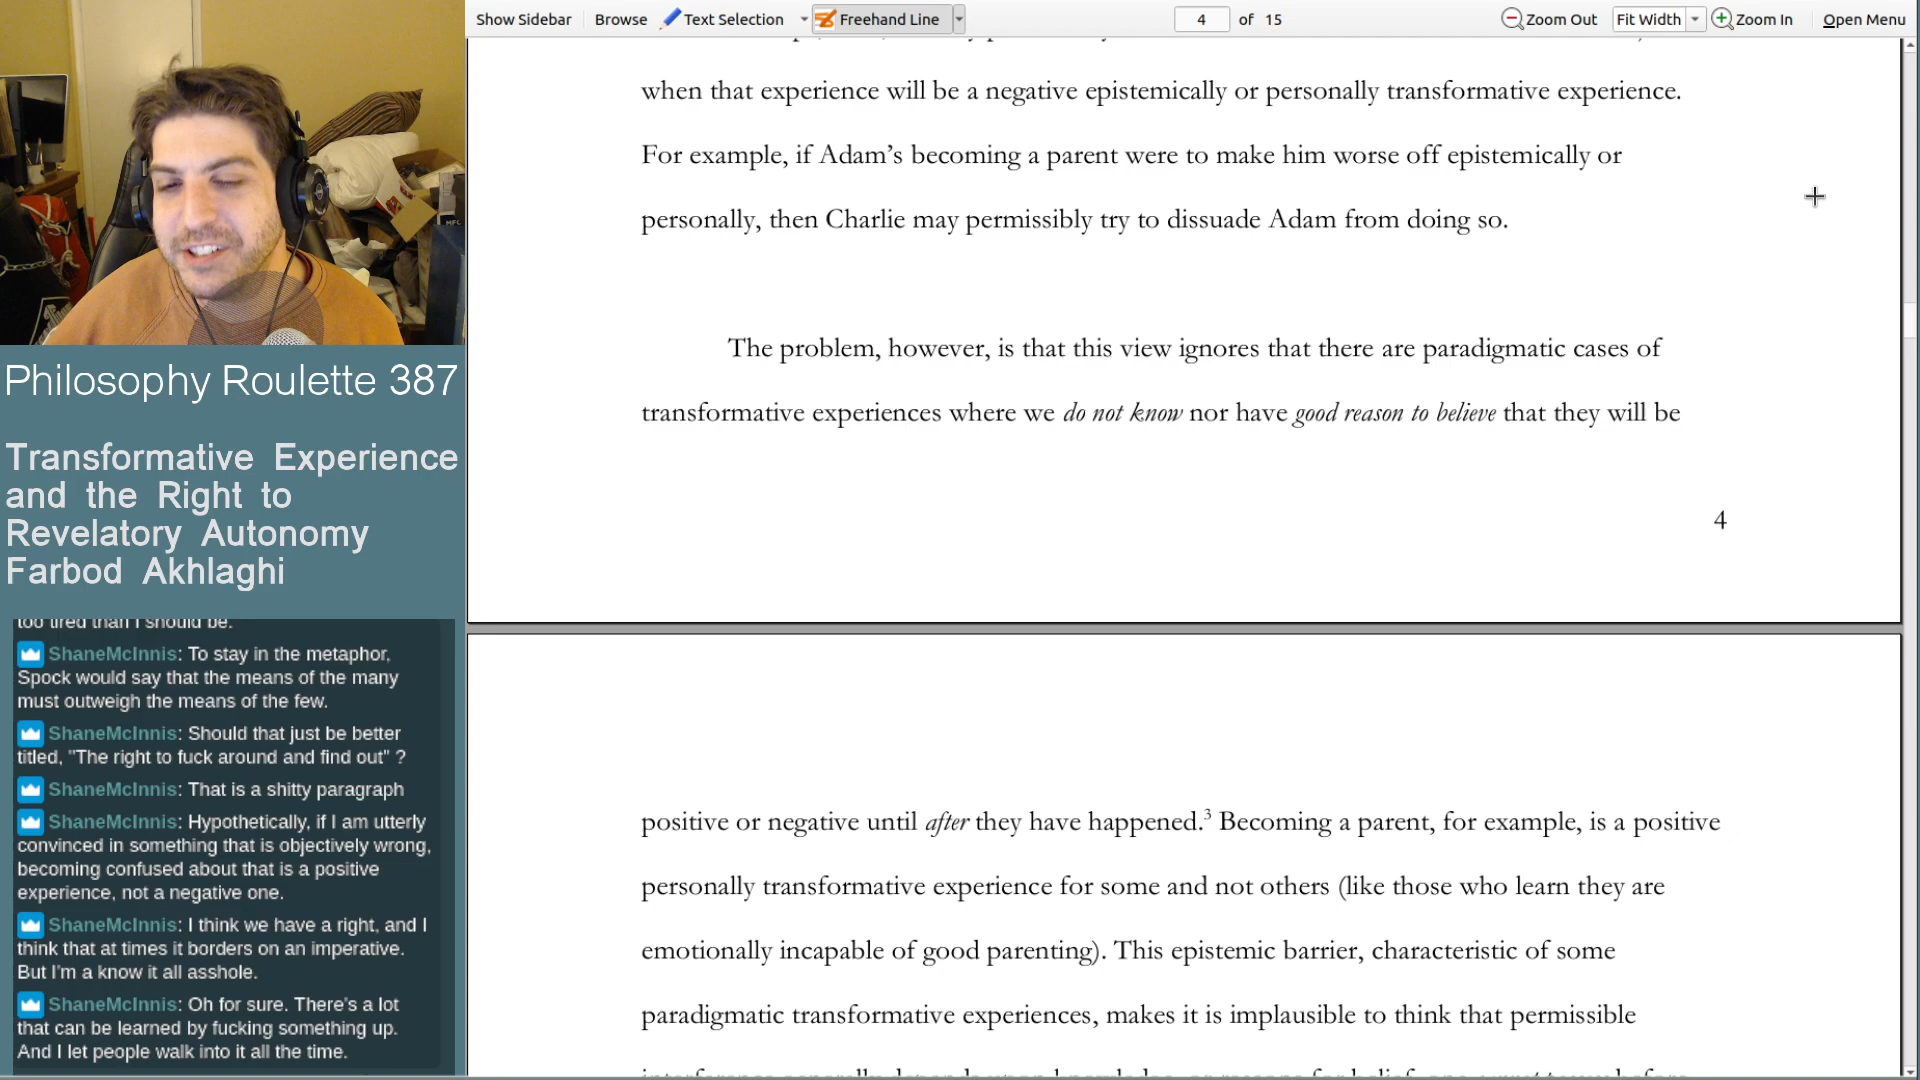 Show Sidebar Browse Text Selection Freehand Line 4 of 15 Zoom Out Fit Width Zoom In Open Menu
when that experience will be a negative epistemically or personally transformative experience.
For example, if Adam’s becoming a parent were to make him worse off epistemically or
personally, then Charlie may permissibly try to dissuade Adam from doing so.
The problem, however, is that this view ignores that there are paradigmatic cases of
transformative experiences where we do not know nor have good reason to believe that they will be
4
positive or negative until after they have happened.3 Becoming a parent, for example, is a positive
personally transformative experience for some and not others (like those who learn they are
emotionally incapable of good parenting). This epistemic barrier, characteristic of some
paradigmatic transformative experiences, makes it is implausible to think that permissible
Philosophy Roulette 387
Transformative Experience
and the Right to
Revelatory Autonomy
Farbod Akhlaghi
too tired than I should be.
ShaneMcInnis: To stay in the metaphor,
Spock would say that the means of the many
must outweigh the means of the few.
ShaneMcInnis: Should that just be better
titled, "The right to fuck around and find out" ?
ShaneMcInnis: That is a shitty paragraph
ShaneMcInnis: Hypothetically, if I am utterly
convinced in something that is objectively wrong,
becoming confused about that is a positive
experience, not a negative one.
ShaneMcInnis: I think we have a right, and I
think that at times it borders on an imperative.
But I'm a know it all asshole.
ShaneMcInnis: Oh for sure. There's a lot
that can be learned by fucking something up.
And I let people walk into it all the time.